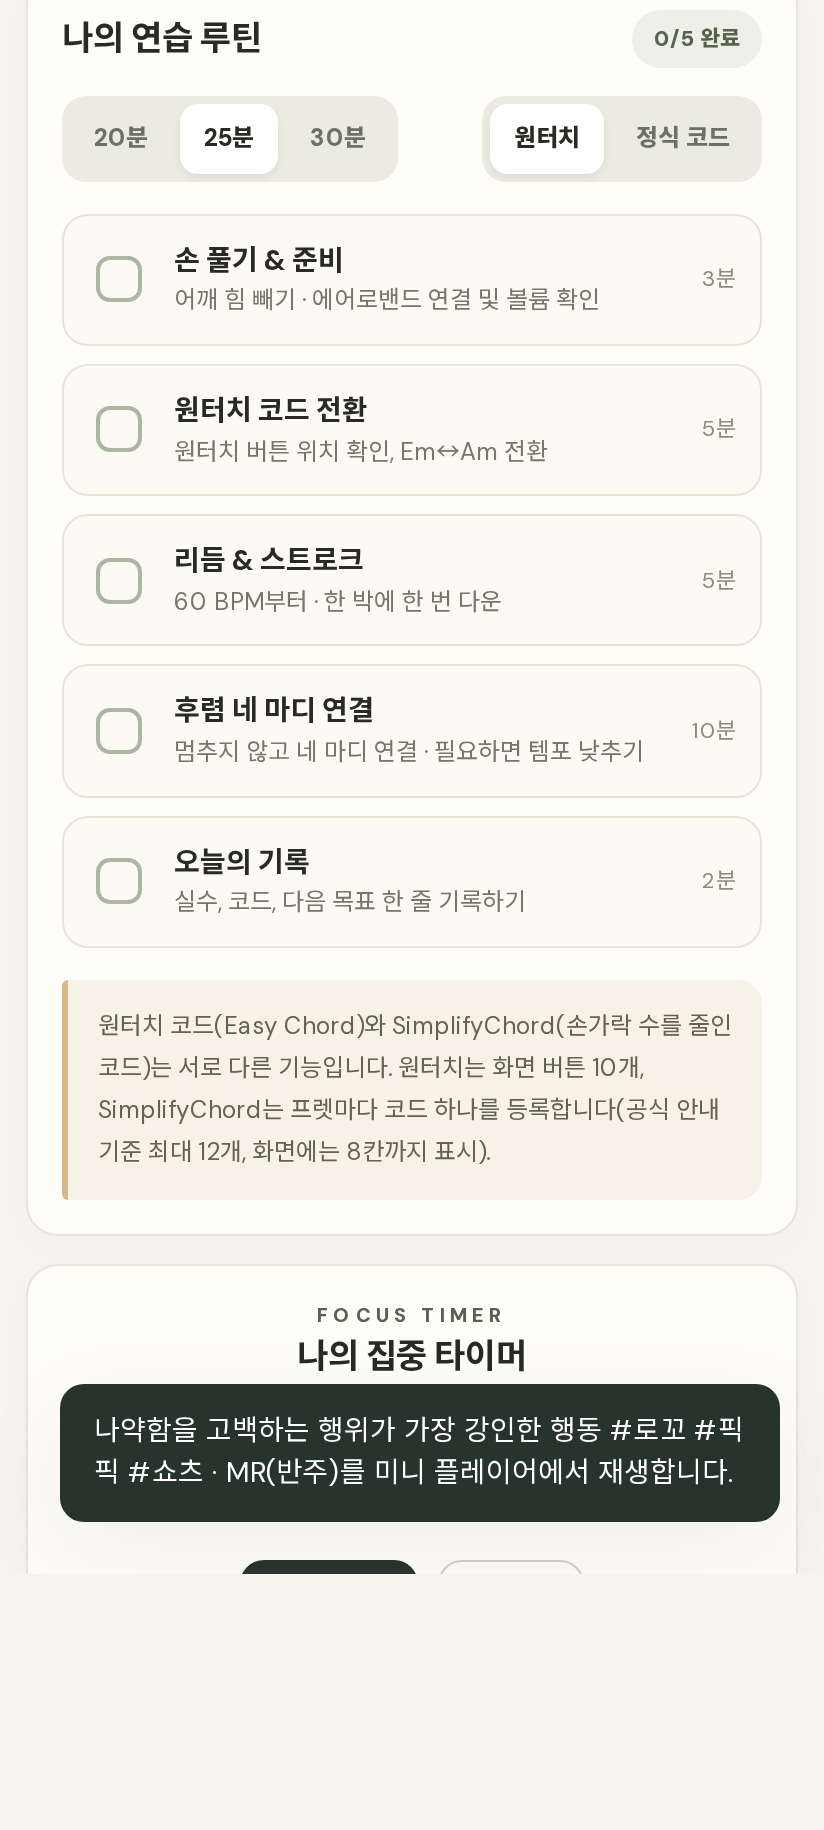 나의 연습 루틴
0/5 완료
20분
25분
30분
원터치
정식 코드
손 풀기 & 준비
어깨 힘 빼기 · 에어로밴드 연결 및 볼륨 확인
3분
원터치 코드 전환
원터치 버튼 위치 확인, Em↔Am 전환
5분
리듬 & 스트로크
60 BPM부터 · 한 박에 한 번 다운
5분
후렴 네 마디 연결
멈추지 않고 네 마디 연결 · 필요하면 템포 낮추기
10분
오늘의 기록
실수, 코드, 다음 목표 한 줄 기록하기
2분
원터치 코드(Easy Chord)와 SimplifyChord(손가락 수를 줄인
코드)는 서로 다른 기능입니다. 원터치는 화면 버튼 10개,
SimplifyChord는 프렛마다 코드 하나를 등록합니다(공식 안내
기준 최대 12개, 화면에는 8칸까지 표시).
FOCUS TIMER
나의 집중 타이머
나약함을 고백하는 행위가 가장 강인한 행동 #로꼬 #픽
픽 #쇼츠 · MR(반주)를 미니 플레이어에서 재생합니다.